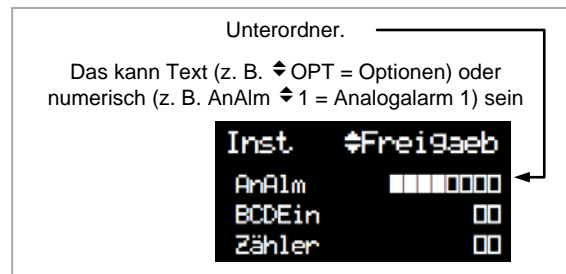 Unterordner.
Das kann Text (z. B. ♦OPT = Optionen) oder
numerisch (z. B. AnAlm ♦1 = Analogalarm 1) sein
Inst ♦Freigaeb
AnAlm ■■■■□□□□
BCDEin □□
Zähler □□